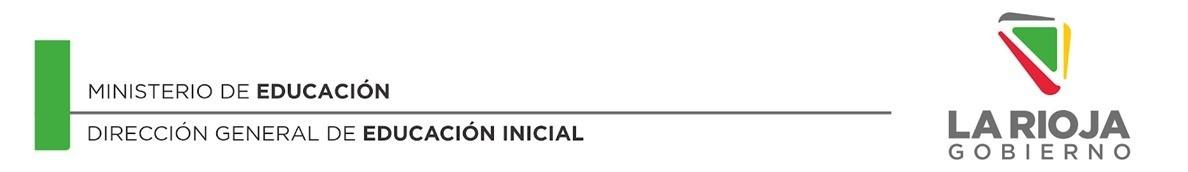 MINISTERIO DE EDUCACIÓN
DIRECCIÓN GENERAL DE EDUCACIÓN INICIAL
LA RIOJA
GOBIERNO